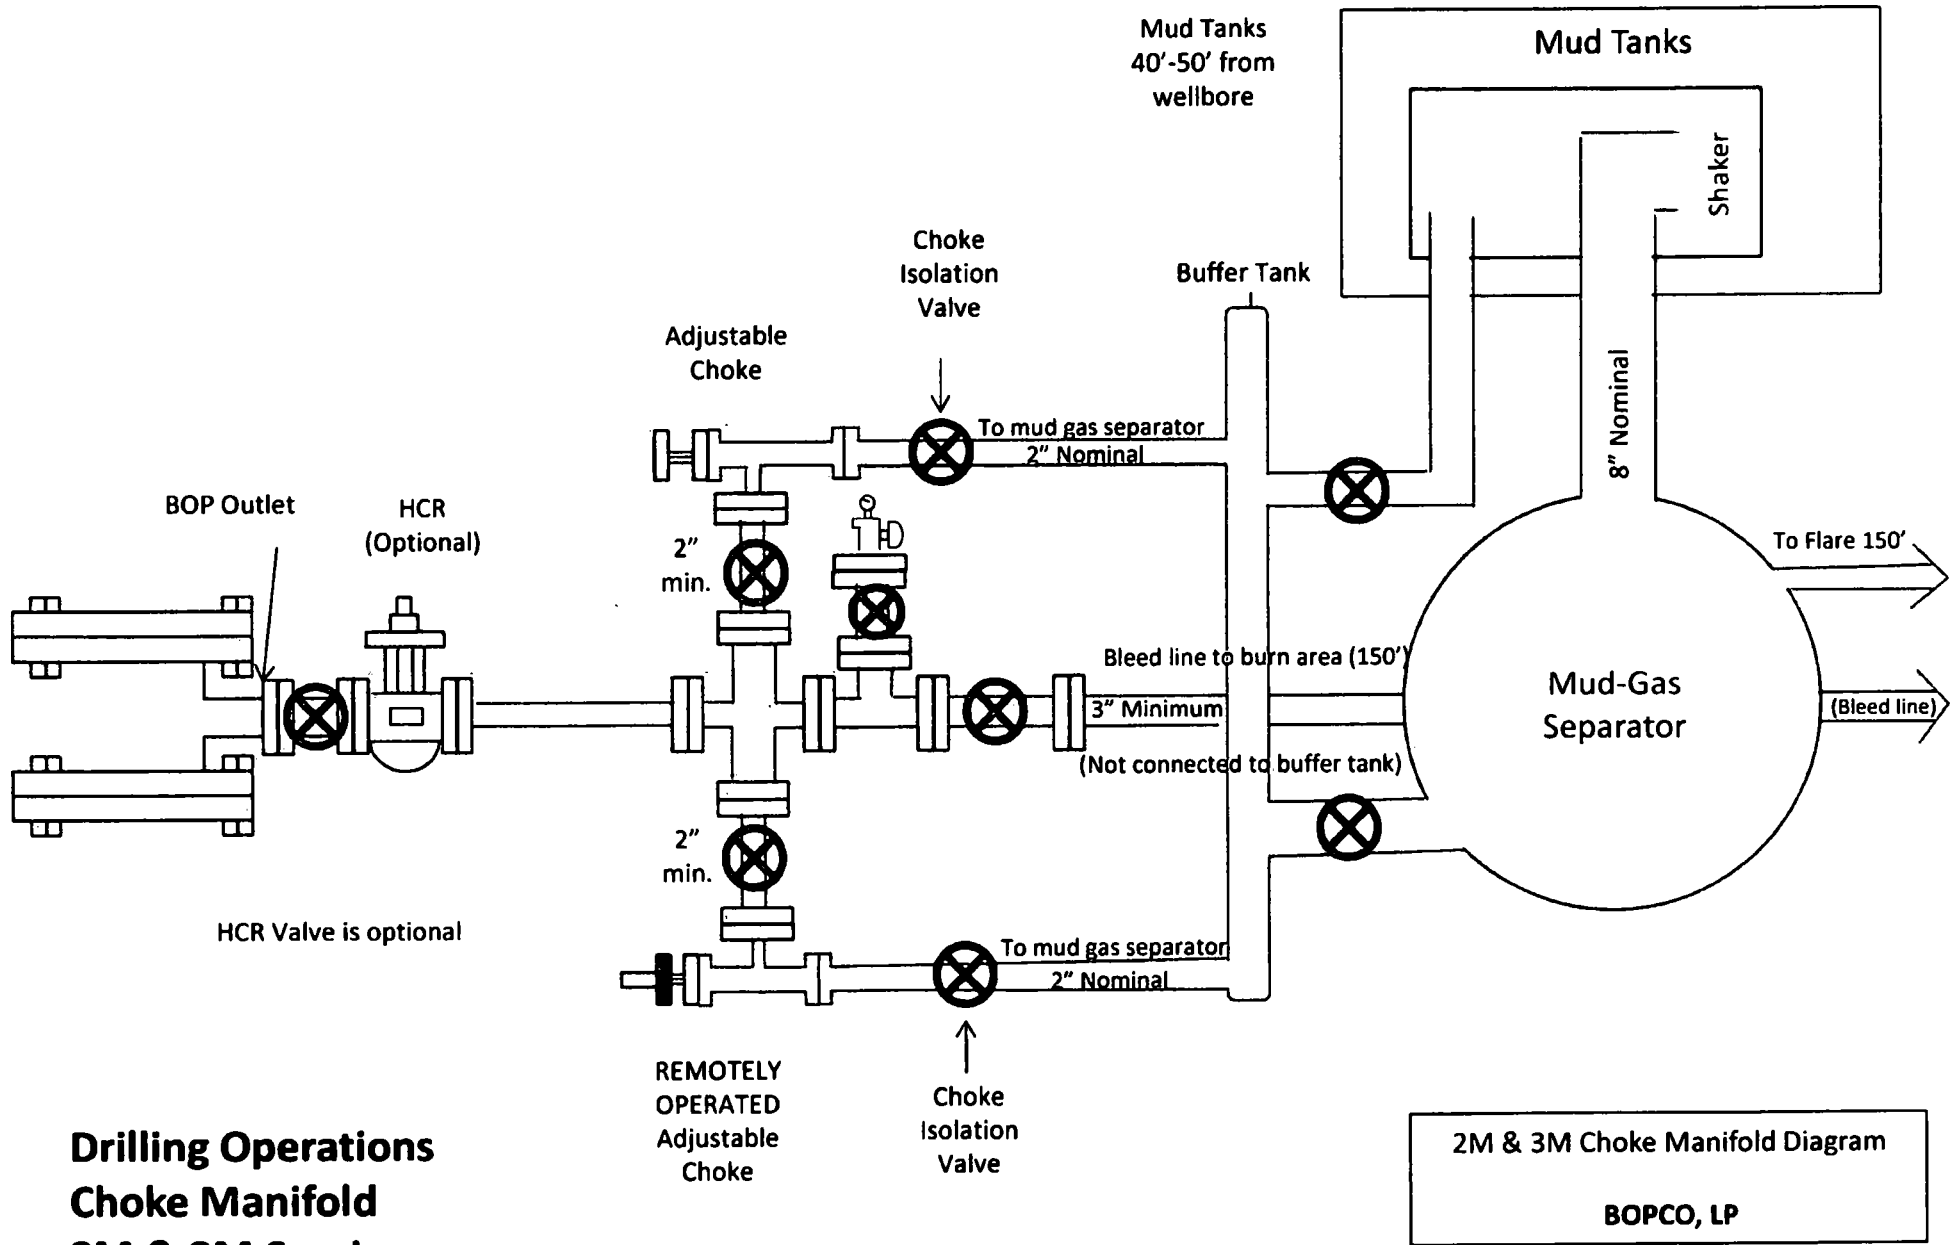 Mud Tanks
40'-50' from
wellbore
Mud Tanks
Shaker
Choke
Isolation
Valve
Buffer Tank
Adjustable
Choke
8" Nominal
To mud gas separator
2" Nominal
BOP Outlet
HCR
(Optional)
2"
min.
To Flare 150'
Bleed line to burn area (150')
3" Minimum
(Not connected to buffer tank)
Mud-Gas
Separator
(Bleed line)
2"
min.
HCR Valve is optional
To mud gas separator
2" Nominal
REMOTELY
OPERATED
Adjustable
Choke
Choke
Isolation
Valve
Drilling Operations
Choke Manifold
2M & 3M Choke Manifold Diagram
BOPCO, LP